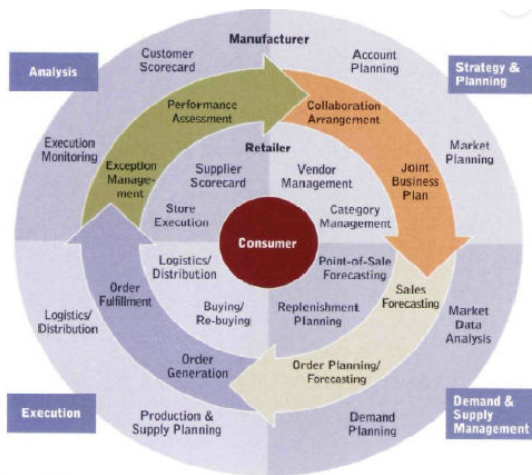 Manufacturer
Analysis
Strategy &
Planning
Customer
Scorecard
Account
Planning
Performance
Assessment
Collaboration
Arrangement
Execution
Monitoring
Exception
Manage-
ment
Retailer
Supplier
Scorecard
Vendor
Management
Joint
Business
Plan
Market
Planning
Store
Execution
Category
Management
Consumer
Logistics/
Distribution
Point-of-Sale
Forecasting
Order
Fulfillment
Sales
Forecasting
Logistics/
Distribution
Buying/
Re-buying
Replenishment
Planning
Market
Data
Analysis
Order
Generation
Order Planning/
Forecasting
Execution
Production &
Supply Planning
Demand
Planning
Demand
& Supply
Management